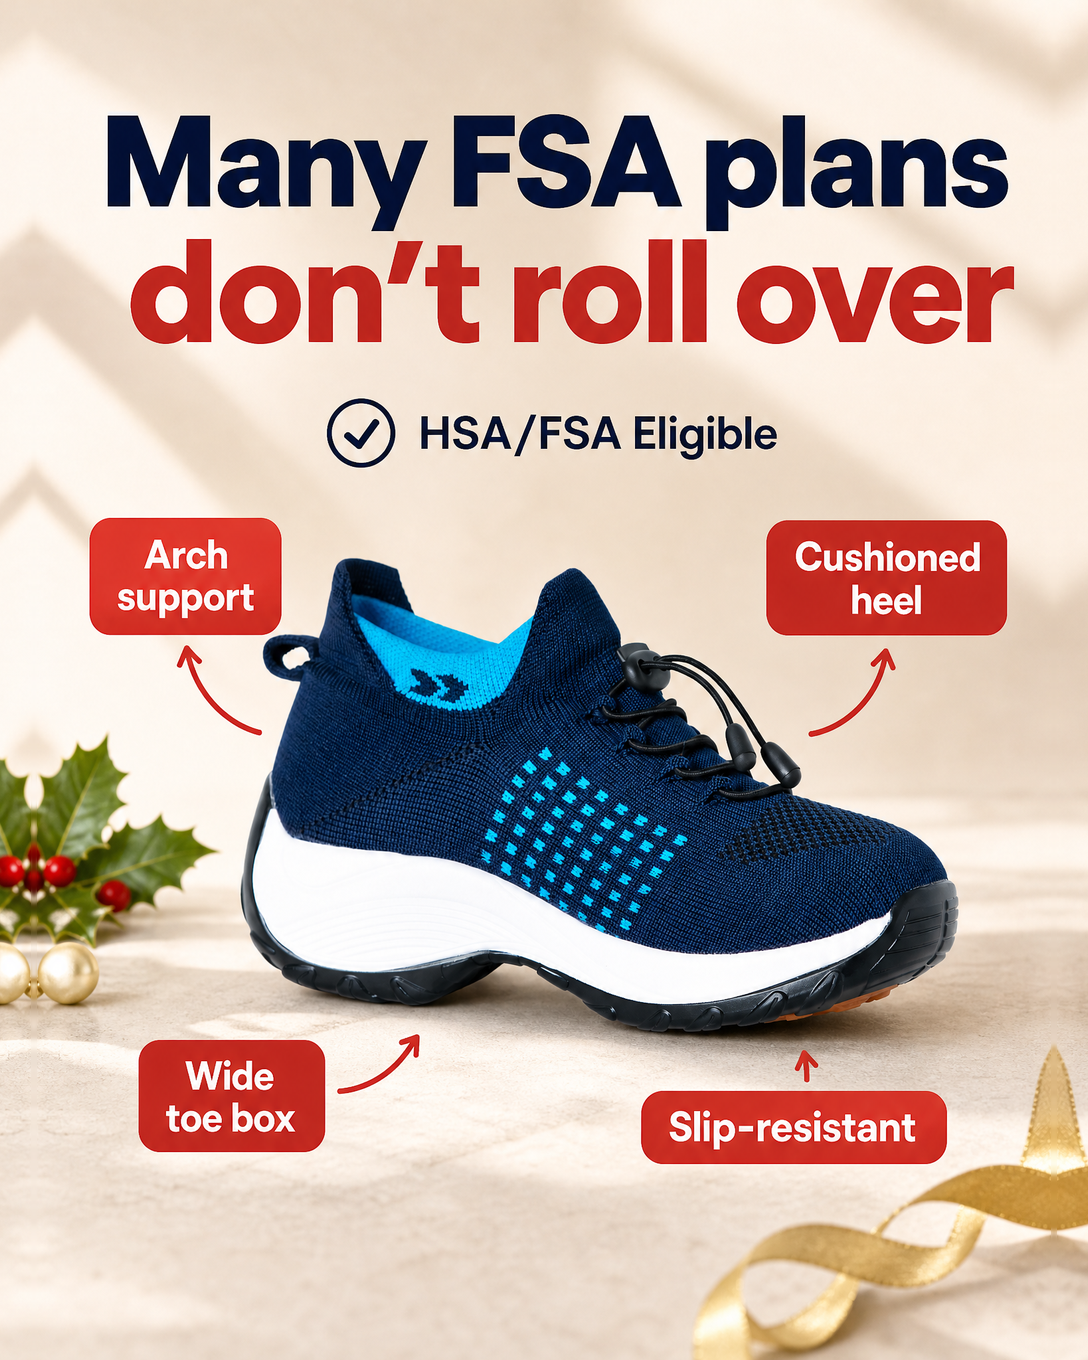 Many FSA plans
don't roll over
HSA/FSA Eligible
Arch
support
Cushioned
heel
Wide
toe box
Slip-resistant